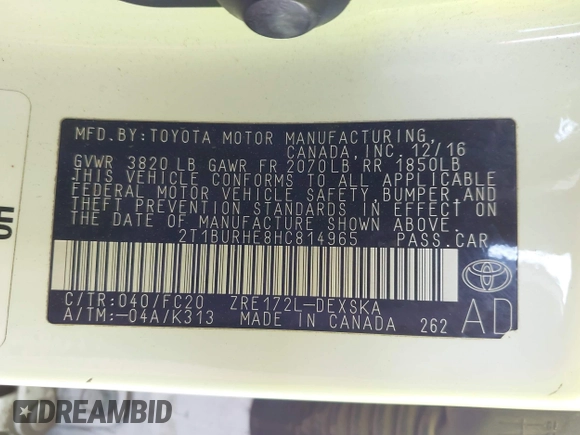 MFD.BY:TOYOTA MOTOR MANUFACTURING,
CANADA,INC. 12/16
GVWR 3820LB GAWR FR 2070LB RR 1850LB
THIS VEHICLE CONFORMS TO ALL APPLICABLE
FEDERAL MOTOR VEHICLE SAFETY,BUMPER,AND
THEFT PREVENTION STANDARDS IN EFFECT ON
THE DATE OF MANUFACTURE SHOWN ABOVE.
2T1BURHE8HC814965 PASS.CAR
C/TR:040/FC20 ZRE172L-DEXSKA
A/TM:-04A/K313 MADE IN CANADA 262
AD
DREAMBID